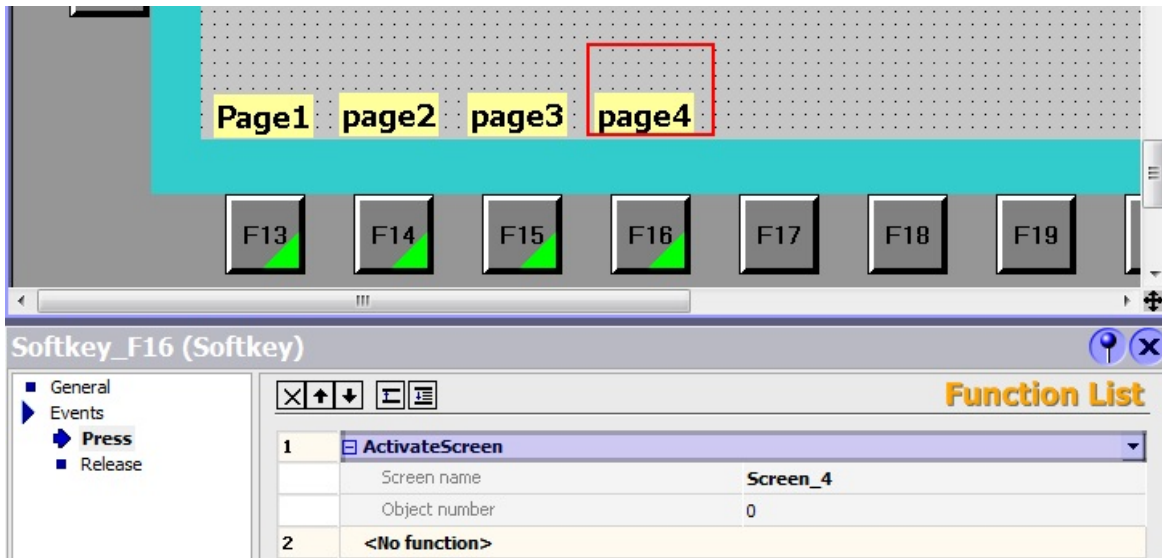 Page1 page2 page3 page4
F13 F14 F15 F16 F17 F18 F19
Softkey_F16 (Softkey)
General
Events
Press
Release
Function List
1 ActivateScreen
Screen name Screen_4
Object number 0
2 <No function>